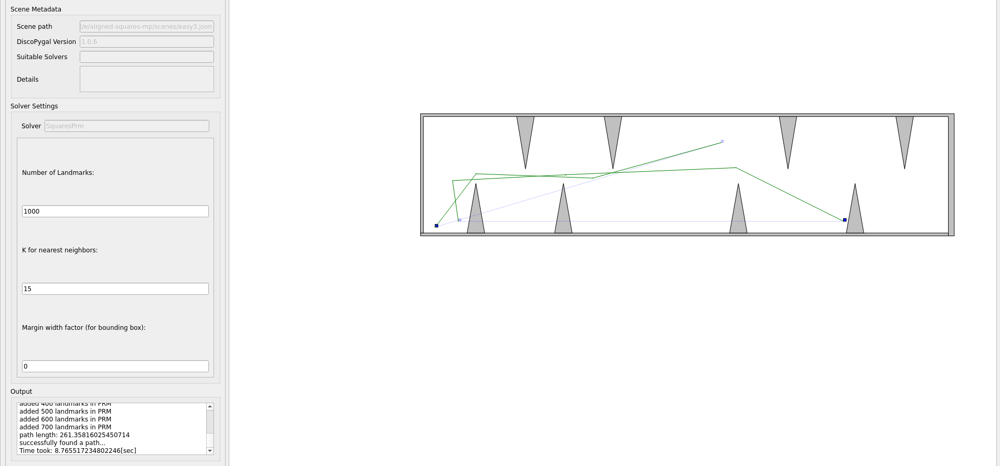 Scene Metadata
Scene path t/e/aligned-squares-mp/scenes/easy3.json
DiscoPygal Version 1.0.6
Suitable Solvers
Details
Solver Settings
Solver SquaresPrm
Number of Landmarks:
1000
K for nearest neighbors:
15
Margin width factor (for bounding box):
0
Output
added 400 landmarks in PRM
added 500 landmarks in PRM
added 600 landmarks in PRM
added 700 landmarks in PRM
path length: 261.35816025450714
successfully found a path...
Time took: 8.765517234802246[sec]